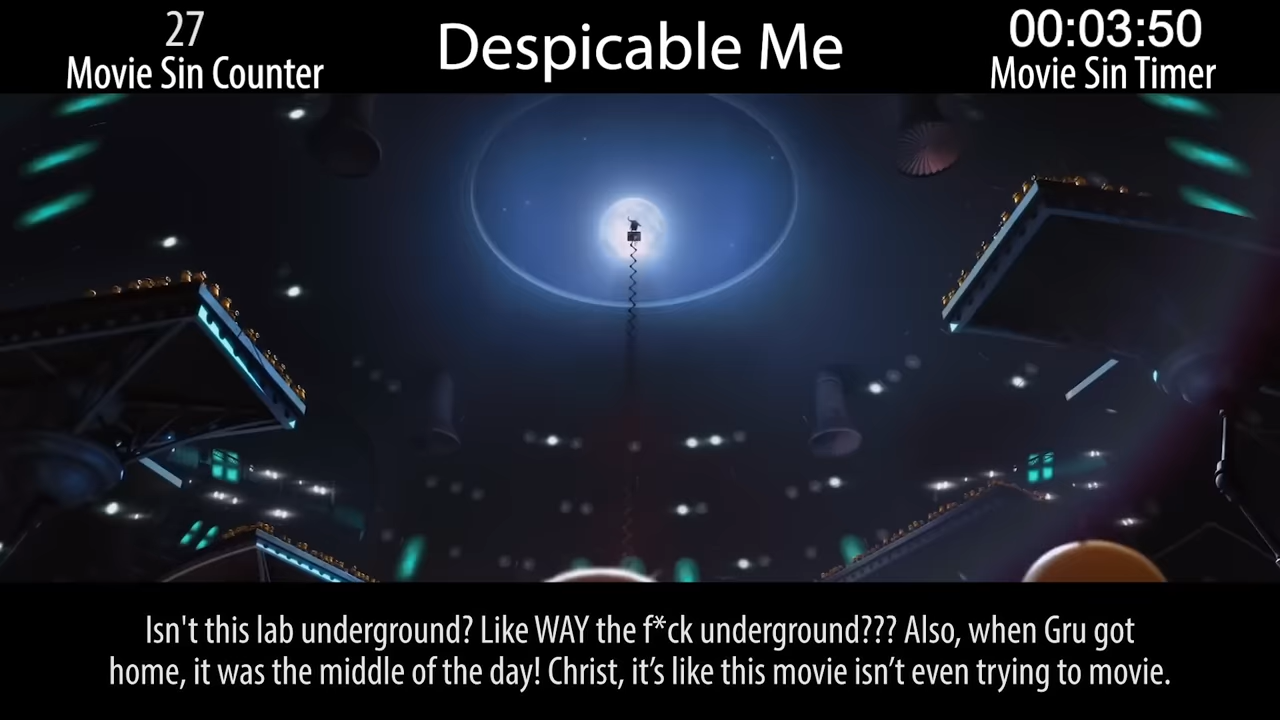 27
Movie Sin Counter
Despicable Me
00:03:50
Movie Sin Timer
Isn't this lab underground? Like WAY the f*ck underground??? Also, when Gru got
home, it was the middle of the day! Christ, it’s like this movie isn’t even trying to movie.